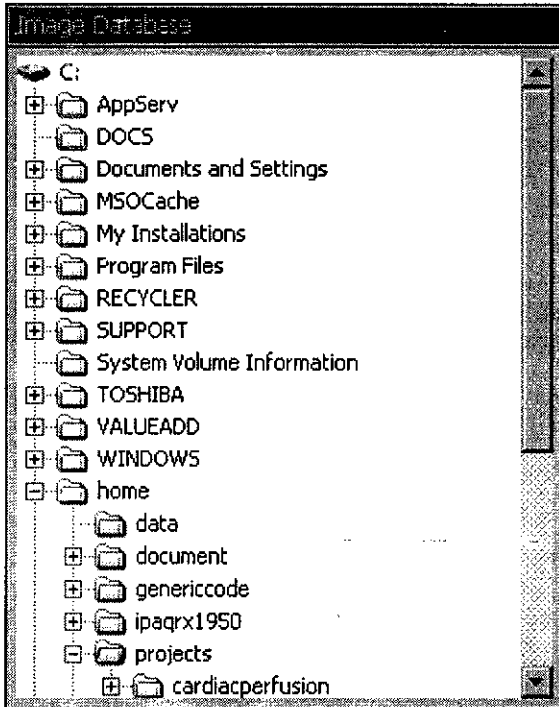 Image Database
C:
AppServ
DOCS
Documents and Settings
MSOCache
My Installations
Program Files
RECYCLER
SUPPORT
System Volume Information
TOSHIBA
VALUEADD
WINDOWS
home
data
document
genericcode
ipaqrx1950
projects
cardiacperfusion